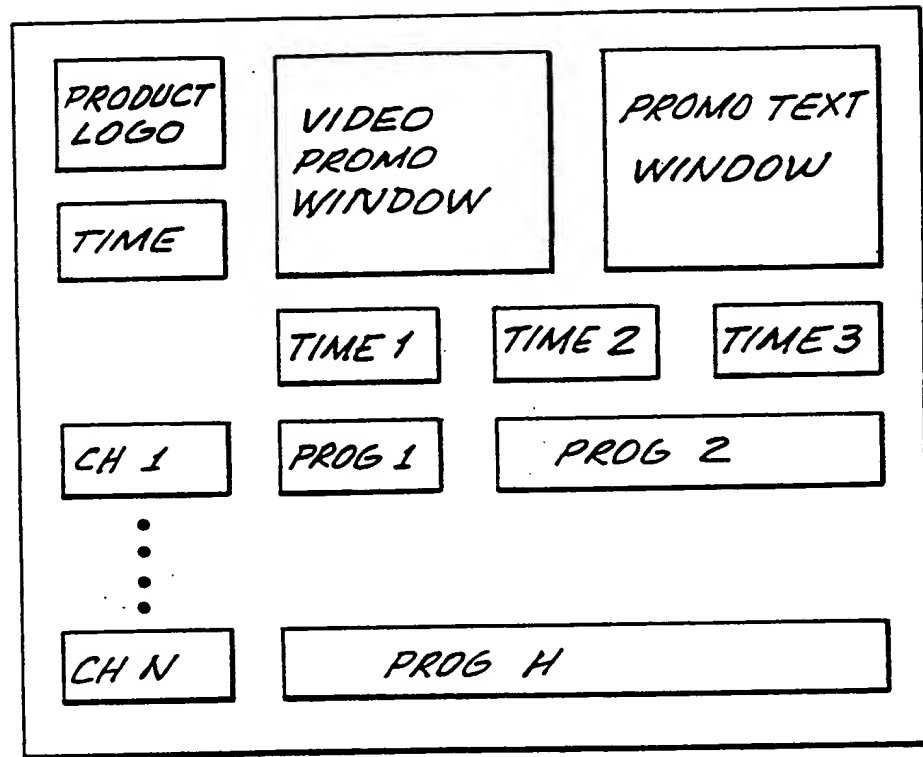 PRODUCT
LOGO
VIDEO
PROMO
WINDOW
PROMO TEXT
WINDOW
TIME
TIME 1
TIME 2
TIME 3
CH 1
PROG 1
PROG 2
CH N
PROG H